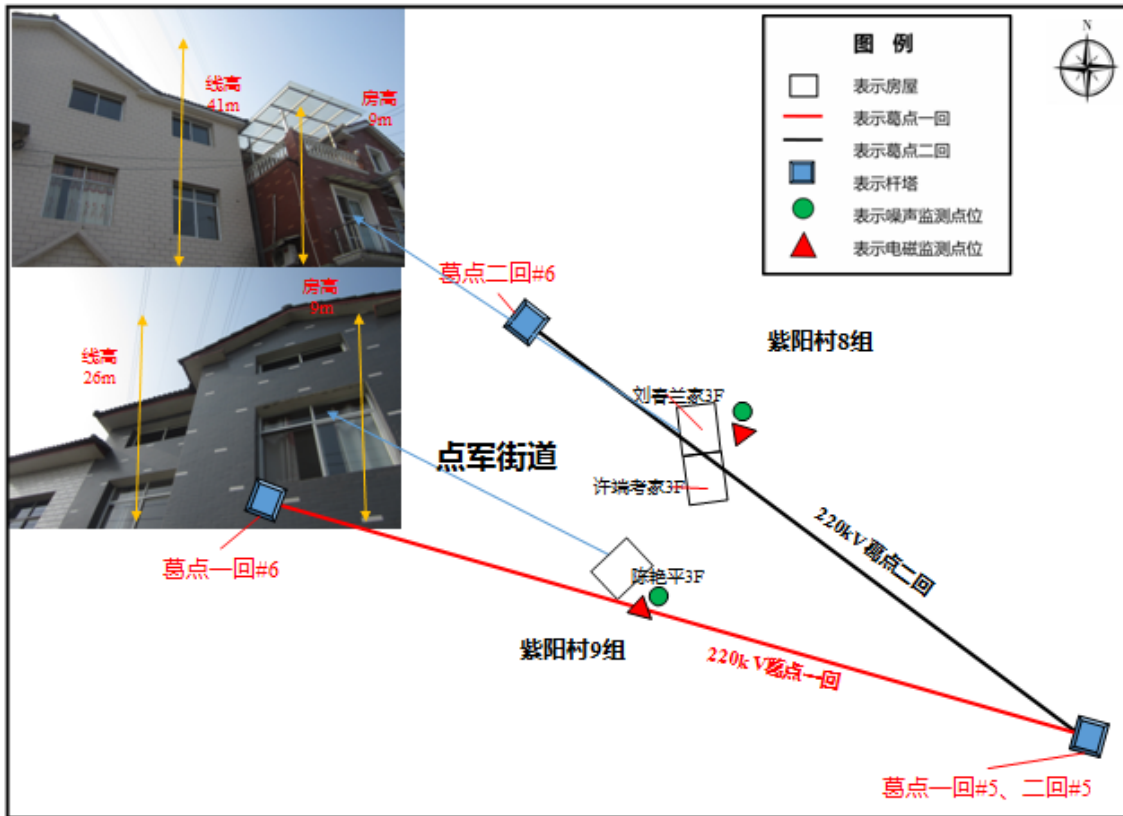 线高
41m
房高
9m
房高
9m
线高
26m
图 例
表示房屋
表示葛点一回
表示葛点二回
表示杆塔
表示噪声监测点位
表示电磁监测点位
N
葛点二回#6
紫阳村8组
刘春兰家3F
点军街道
许端考家3F
220kV葛点二回
葛点一回#6
陈艳平3F
紫阳村9组
220kV葛点一回
葛点一回#5、二回#5